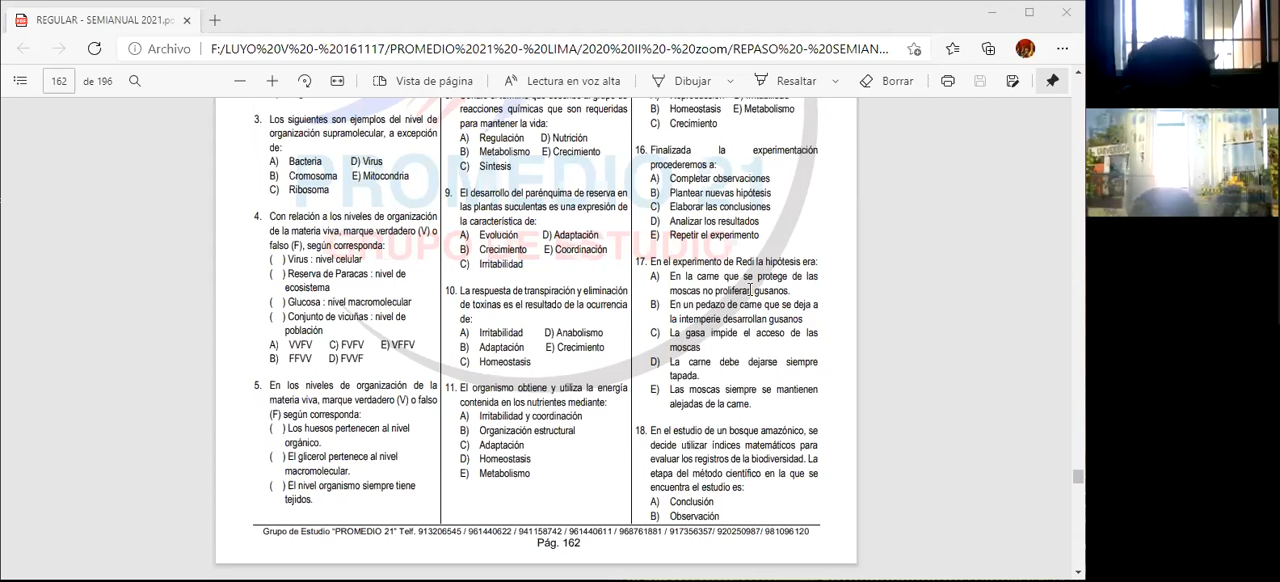 REGULAR - SEMIANUAL 2021.pd
Archivo
F:/LUYO%20V%20-%20161117/PROMEDIO%2021%20-%20LIMA/2020%20II%20-%20zoom/REPASO%20-%20SEMIAN...
162
de 196
Vista de página
Lectura en voz alta
Dibujar
Resaltar
Borrar
3. Los siguientes son ejemplos del nivel de
organización supramolecular, a excepción
de:
A) Bacteria D) Virus
B) Cromosoma E) Mitocondria
C) Ribosoma
4. Con relación a los niveles de organización
de la materia viva, marque verdadero (V) o
falso (F), según corresponda:
( ) Virus : nivel celular
( ) Reserva de Paracas : nivel de
ecosistema
( ) Glucosa : nivel macromolecular
( ) Conjunto de vicuñas : nivel de
población
A) VVFV C) FVFV E) VFFV
B) FFVV D) FVVF
5. En los niveles de organización de la
materia viva, marque verdadero (V) o falso
(F) según corresponda:
( ) Los huesos pertenecen al nivel
orgánico.
( ) El glicerol pertenece al nivel
macromolecular.
( ) El nivel organismo siempre tiene
tejidos.
reacciones químicas que son requeridas
para mantener la vida:
A) Regulación D) Nutrición
B) Metabolismo E) Crecimiento
C) Síntesis
9. El desarrollo del parénquima de reserva en
las plantas suculentas es una expresión de
la característica de:
A) Evolución D) Adaptación
B) Crecimiento E) Coordinación
C) Irritabilidad
10. La respuesta de transpiración y eliminación
de toxinas es el resultado de la ocurrencia
de:
A) Irritabilidad D) Anabolismo
B) Adaptación E) Crecimiento
C) Homeostasis
11. El organismo obtiene y utiliza la energía
contenida en los nutrientes mediante:
A) Irritabilidad y coordinación
B) Organización estructural
C) Adaptación
D) Homeostasis
E) Metabolismo
B) Homeostasis E) Metabolismo
C) Crecimiento
16. Finalizada la experimentación
procederemos a:
A) Completar observaciones
B) Plantear nuevas hipótesis
C) Elaborar las conclusiones
D) Analizar los resultados
E) Repetir el experimento
17. En el experimento de Redi la hipótesis era:
A) En la carne que se protege de las
moscas no proliferan gusanos.
B) En un pedazo de carne que se deja a
la intemperie desarrollan gusanos
C) La gasa impide el acceso de las
moscas
D) La carne debe dejarse siempre
tapada.
E) Las moscas siempre se mantienen
alejadas de la carne.
18. En el estudio de un bosque amazónico, se
decide utilizar índices matemáticos para
evaluar los registros de la biodiversidad. La
etapa del método científico en la que se
encuentra el estudio es:
A) Conclusión
B) Observación
PROMEDIO 21
GRUPO DE ESTUDIO
Grupo de Estudio “PROMEDIO 21” Telf. 913206545 / 961440622 / 941158742 / 961440611 / 968761881 / 917356357/ 920250987/ 981096120
Pág. 162